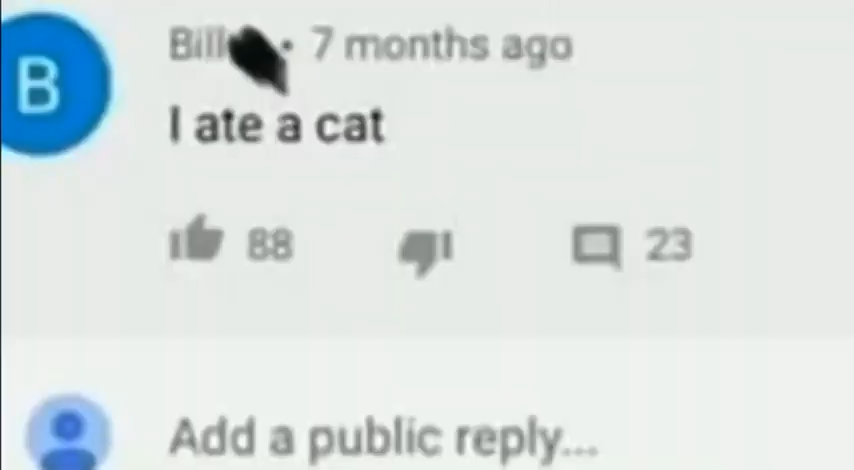 B
Bill • 7 months ago
I ate a cat
88
23
Add a public reply...